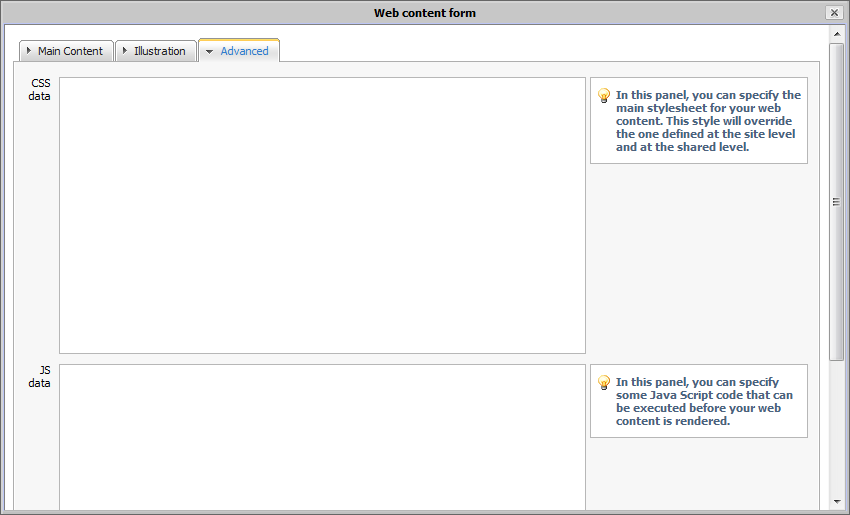 Web content form
Main Content
Illustration
Advanced
CSS
data
In this panel, you can specify the
main stylesheet for your web
content. This style will override
the one defined at the site level
and at the shared level.
JS
data
In this panel, you can specify
some Java Script code that can
be executed before your web
content is rendered.